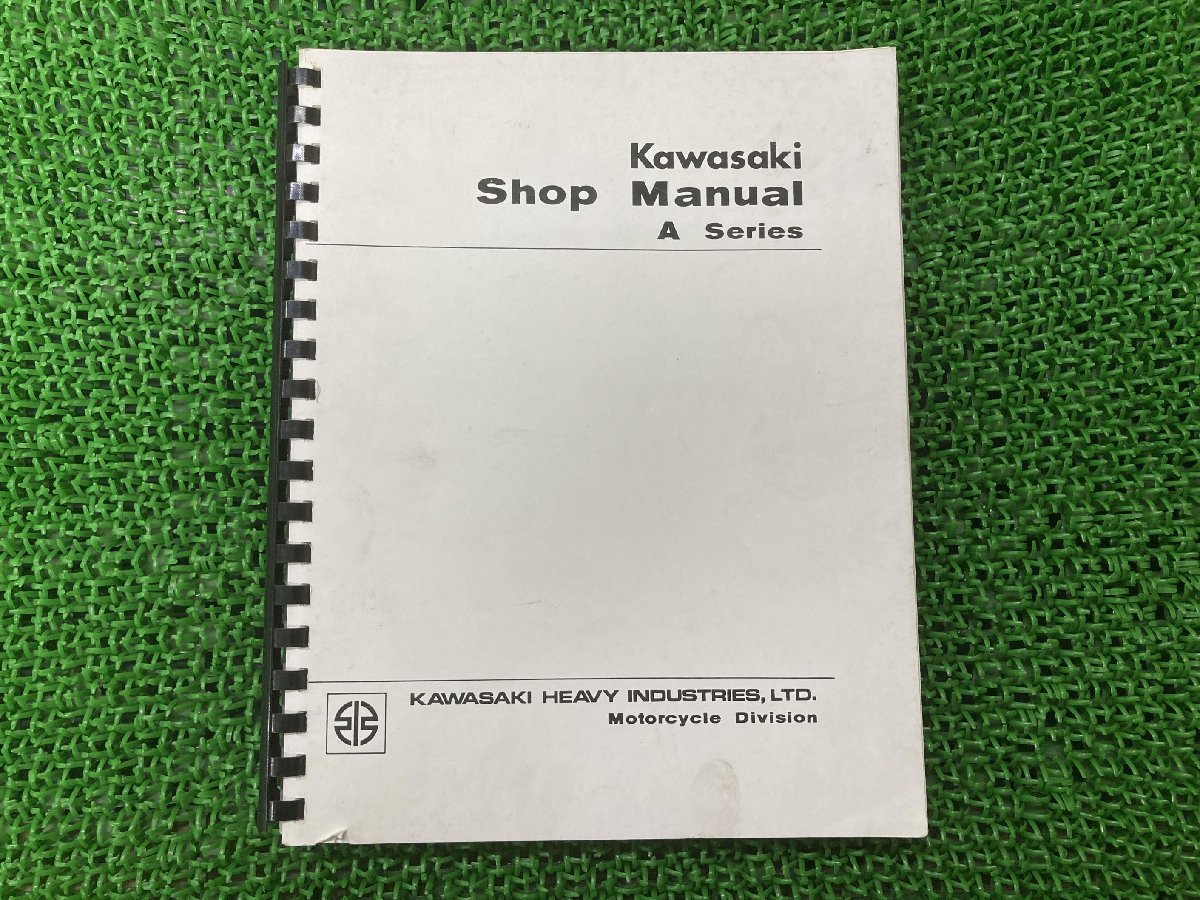 Kawasaki
Shop Manual
A Series
KAWASAKI HEAVY INDUSTRIES, LTD.
Motorcycle Division